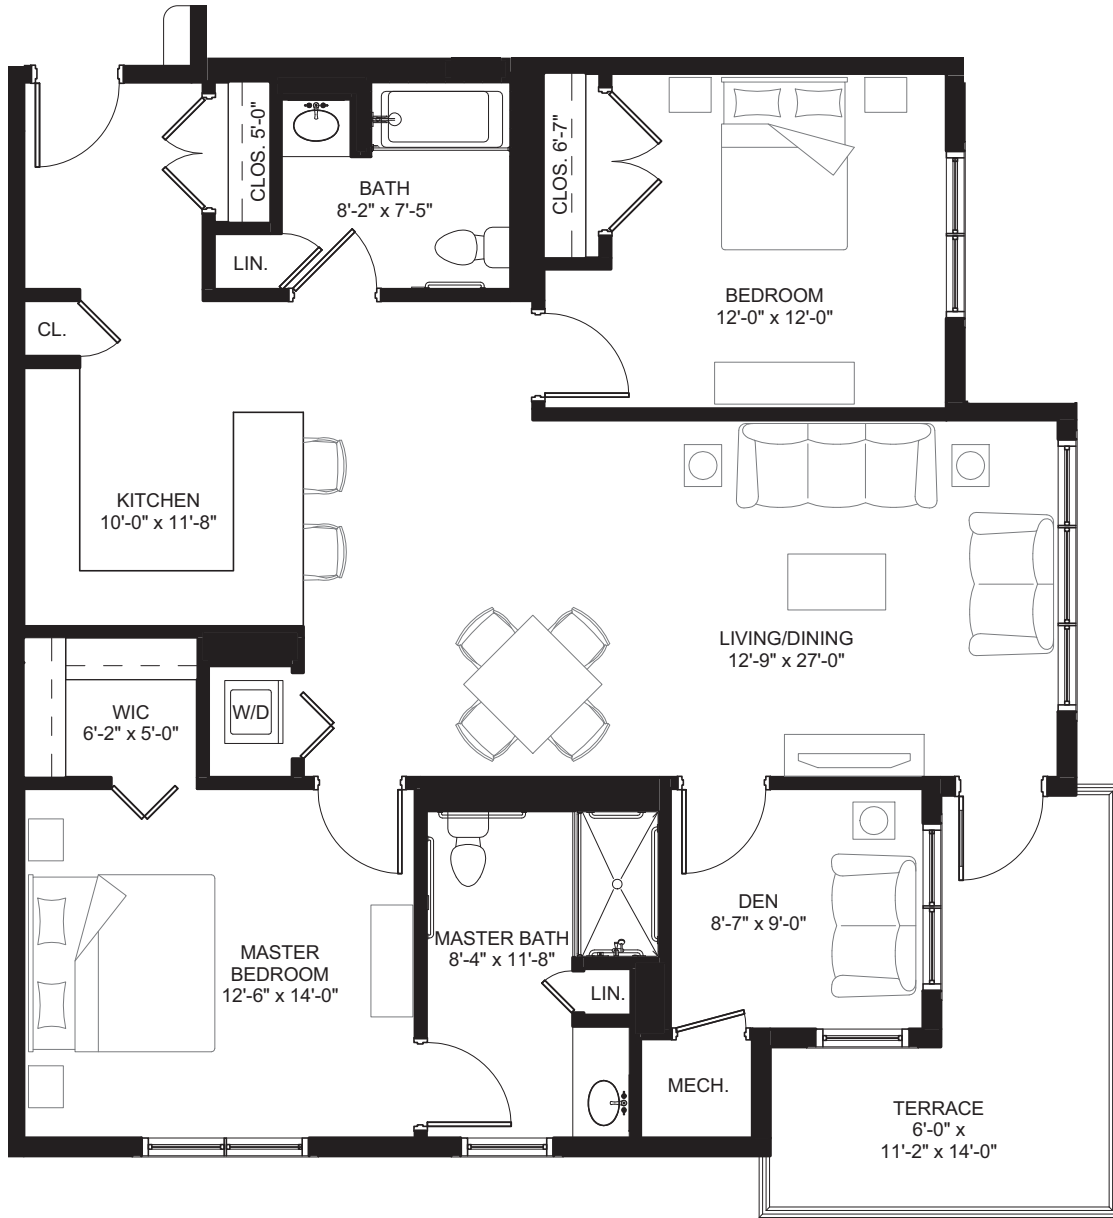 CLOS. 5'-0"
BATH
8'-2" x 7'-5"
LIN.
CLOS. 6'-7"
BEDROOM
12'-0" x 12'-0"
CL.
KITCHEN
10'-0" x 11'-8"
LIVING/DINING
12'-9" x 27'-0"
WIC
6'-2" x 5'-0"
W/D
MASTER
BEDROOM
12'-6" x 14'-0"
MASTER BATH
8'-4" x 11'-8"
LIN.
DEN
8'-7" x 9'-0"
MECH.
TERRACE
6'-0" x
11'-2" x 14'-0"